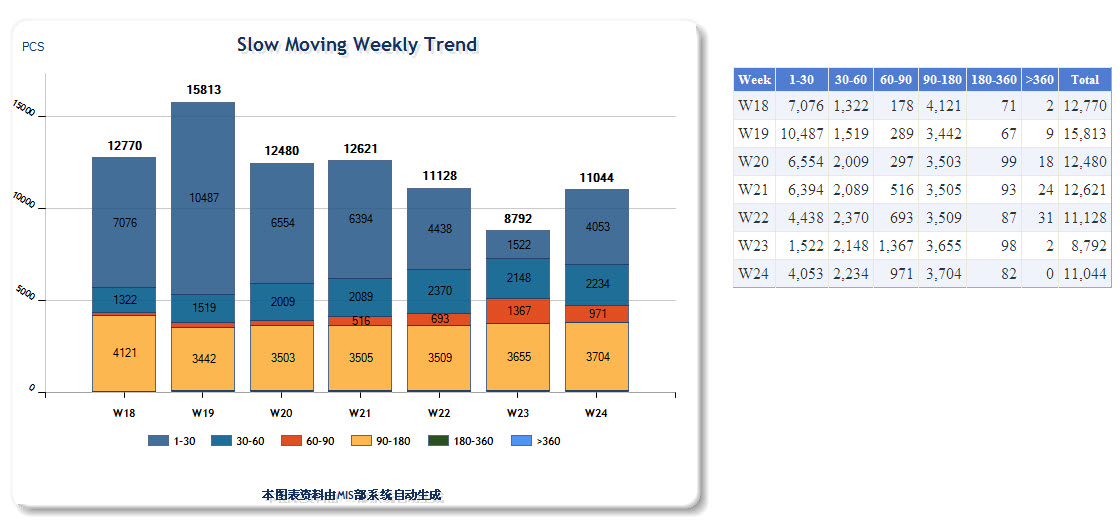 Slow Moving Weekly Trend
PCS
15813
15000
12770
12480
12621
11128
11044
8792
10000
5000
0
7076
10487
6554
6394
4438
1522
4053
1322
1519
2009
2089
2370
2148
2234
516
693
1367
971
4121
3442
3503
3505
3509
3655
3704
W18 W19 W20 W21 W22 W23 W24
1-30 30-60 60-90 90-180 180-360 >360
本图表资料由MIS部系统自动生成
Week 1-30 30-60 60-90 90-180 180-360 >360 Total
W18 7,076 1,322 178 4,121 71 2 12,770
W19 10,487 1,519 289 3,442 67 9 15,813
W20 6,554 2,009 297 3,503 99 18 12,480
W21 6,394 2,089 516 3,505 93 24 12,621
W22 4,438 2,370 693 3,509 87 31 11,128
W23 1,522 2,148 1,367 3,655 98 2 8,792
W24 4,053 2,234 971 3,704 82 0 11,044